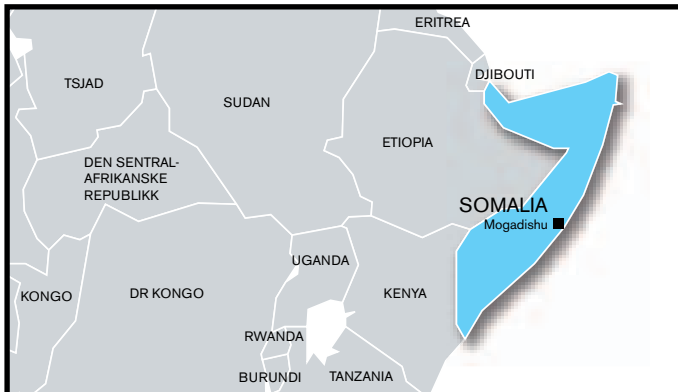 ERITREA
TSJAD
DJIBOUTI
SUDAN
ETIOPIA
DEN SENTRAL-
AFRIKANSKE
REPUBLIKK
SOMALIA
Mogadishu
UGANDA
KONGO
DR KONGO
KENYA
RWANDA
BURUNDI
TANZANIA